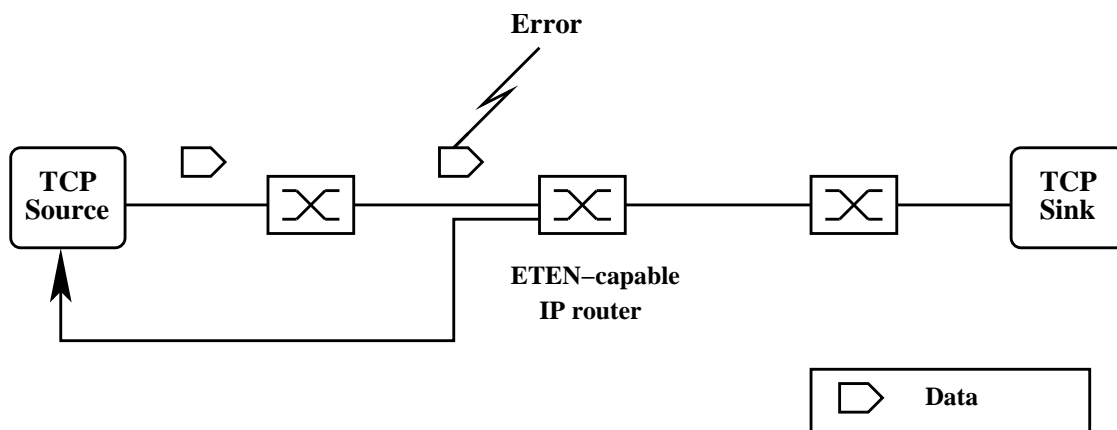 Error
TCP
Source
TCP
Sink
ETEN−capable
IP router
Data